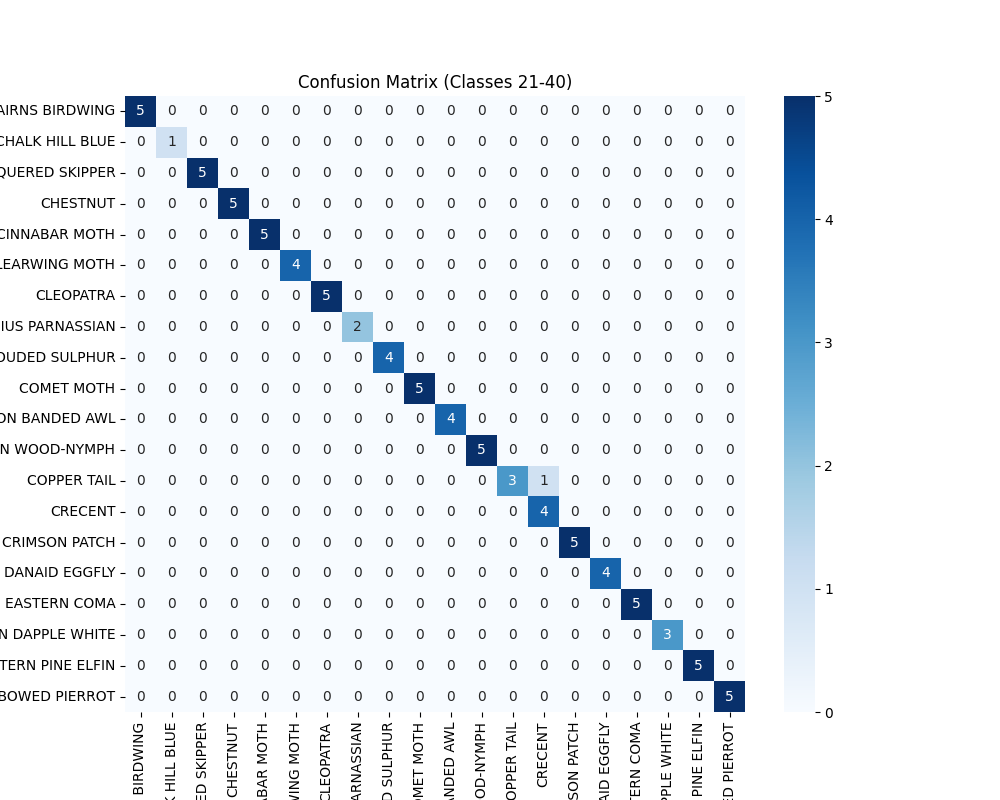 Confusion Matrix (Classes 21-40)
AIRNS BIRDWING 5 0 0 0 0 0 0 0 0 0 0 0 0 0 0 0 0 0 0 0
CHALK HILL BLUE 0 1 0 0 0 0 0 0 0 0 0 0 0 0 0 0 0 0 0 0
QUERED SKIPPER 0 0 5 0 0 0 0 0 0 0 0 0 0 0 0 0 0 0 0 0
CHESTNUT 0 0 0 5 0 0 0 0 0 0 0 0 0 0 0 0 0 0 0 0
CINNABAR MOTH 0 0 0 0 5 0 0 0 0 0 0 0 0 0 0 0 0 0 0 0
LEARWING MOTH 0 0 0 0 0 4 0 0 0 0 0 0 0 0 0 0 0 0 0 0
CLEOPATRA 0 0 0 0 0 0 5 0 0 0 0 0 0 0 0 0 0 0 0 0
IUS PARNASSIAN 0 0 0 0 0 0 0 2 0 0 0 0 0 0 0 0 0 0 0 0
OUDED SULPHUR 0 0 0 0 0 0 0 0 4 0 0 0 0 0 0 0 0 0 0 0
COMET MOTH 0 0 0 0 0 0 0 0 0 5 0 0 0 0 0 0 0 0 0 0
ON BANDED AWL 0 0 0 0 0 0 0 0 0 0 4 0 0 0 0 0 0 0 0 0
N WOOD-NYMPH 0 0 0 0 0 0 0 0 0 0 0 5 0 0 0 0 0 0 0 0
COPPER TAIL 0 0 0 0 0 0 0 0 0 0 0 0 3 1 0 0 0 0 0 0
CRECENT 0 0 0 0 0 0 0 0 0 0 0 0 0 4 0 0 0 0 0 0
CRIMSON PATCH 0 0 0 0 0 0 0 0 0 0 0 0 0 0 5 0 0 0 0 0
DANAID EGGFLY 0 0 0 0 0 0 0 0 0 0 0 0 0 0 0 4 0 0 0 0
EASTERN COMA 0 0 0 0 0 0 0 0 0 0 0 0 0 0 0 0 5 0 0 0
N DAPPLE WHITE 0 0 0 0 0 0 0 0 0 0 0 0 0 0 0 0 0 3 0 0
TERN PINE ELFIN 0 0 0 0 0 0 0 0 0 0 0 0 0 0 0 0 0 0 5 0
BOWED PIERROT 0 0 0 0 0 0 0 0 0 0 0 0 0 0 0 0 0 0 0 5
BIRDWING
HILL BLUE
ED SKIPPER
CHESTNUT
BAR MOTH
WING MOTH
CLEOPATRA
ARNASSIAN
D SULPHUR
OMET MOTH
ANDED AWL
OD-NYMPH
OPPER TAIL
CRECENT
SON PATCH
AID EGGFLY
TERN COMA
PPLE WHITE
PINE ELFIN
ED PIERROT
5
4
3
2
1
0